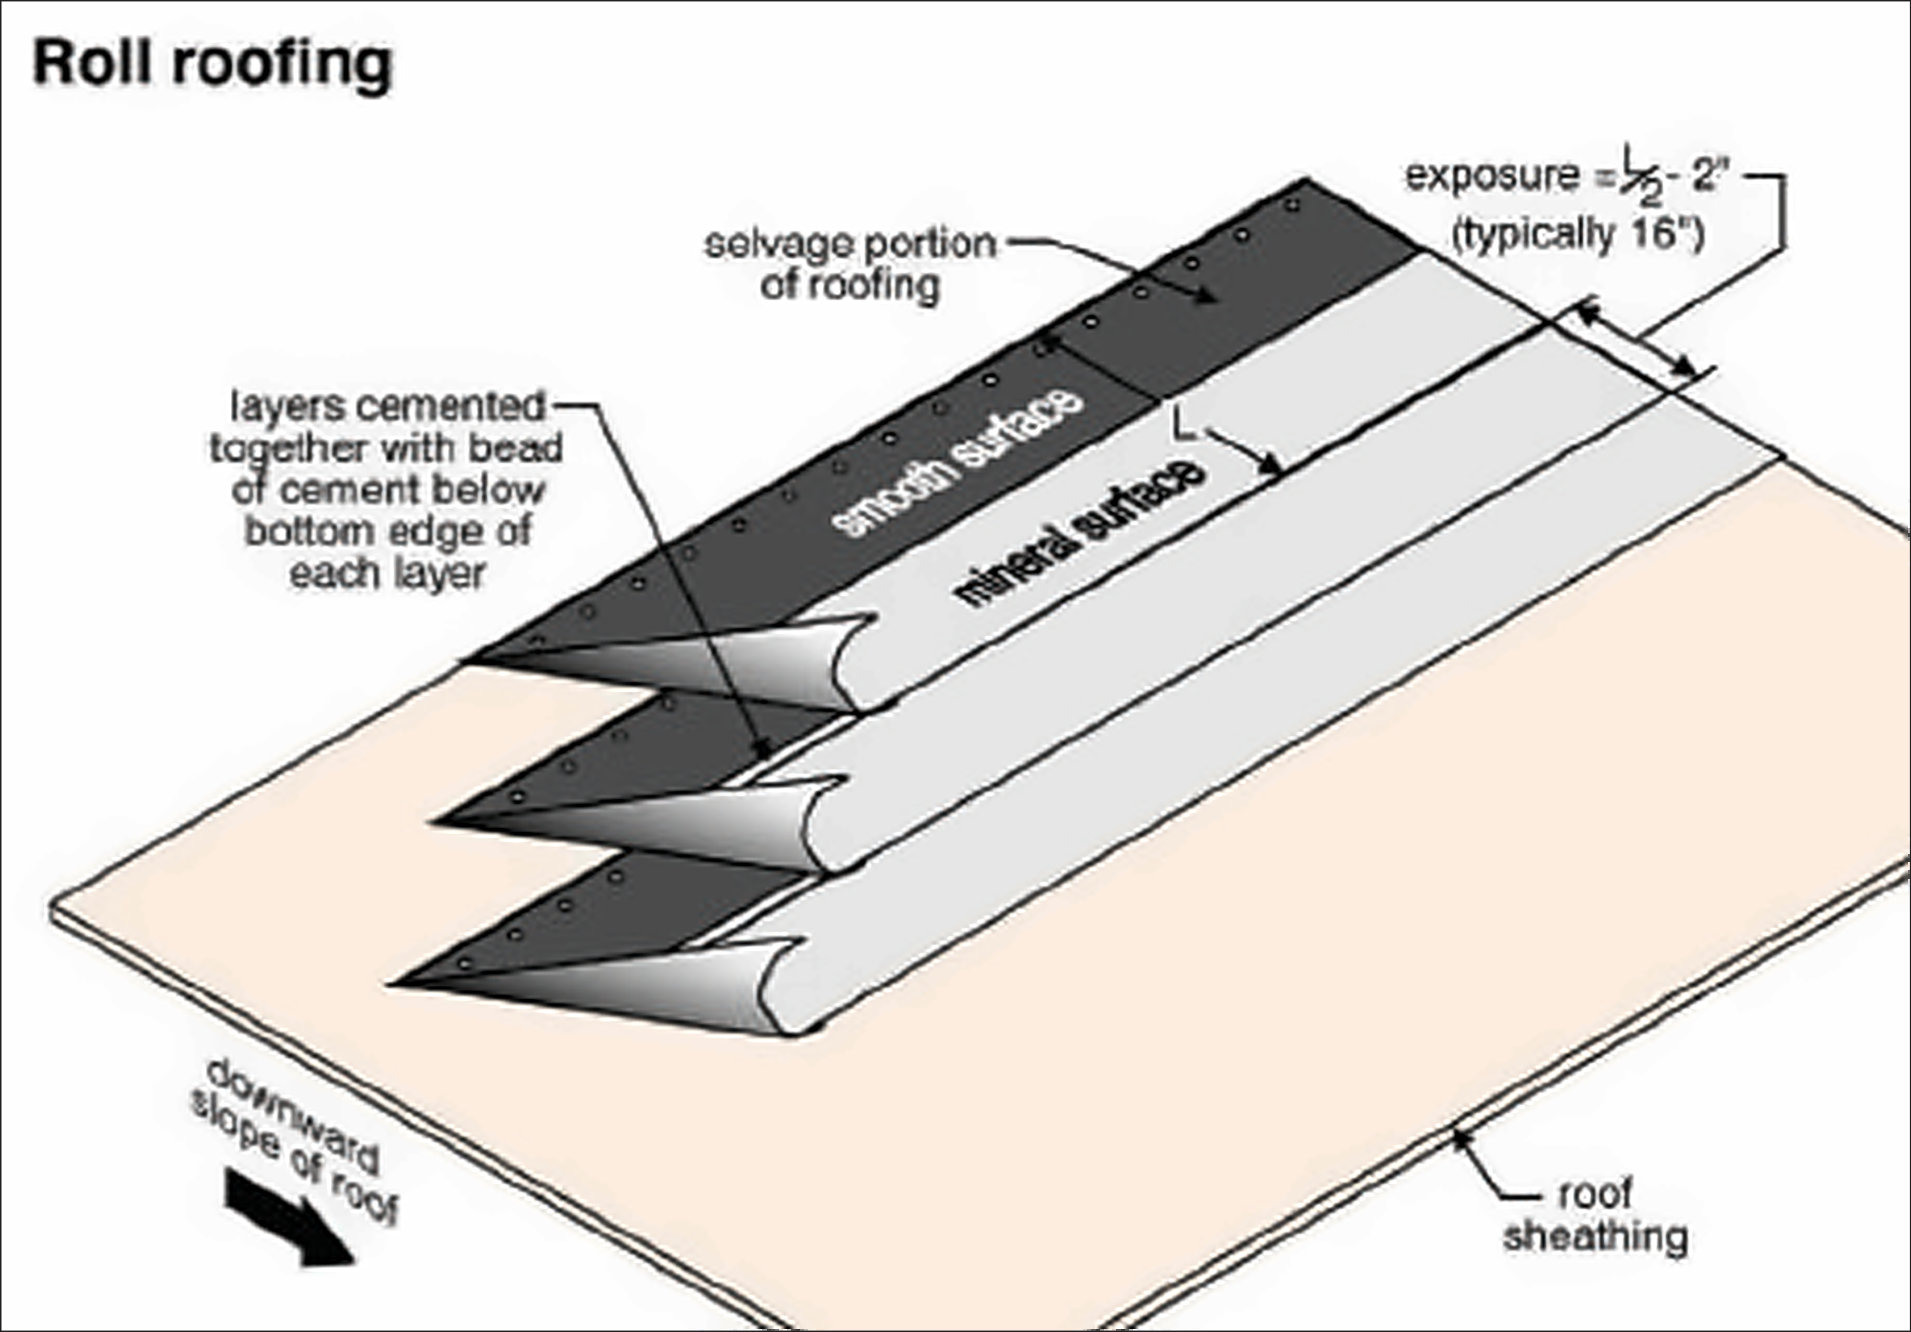 Roll roofing
exposure = L/2 - 2"
(typically 16")
selvage portion
of roofing
layers cemented
together with bead
of cement below
bottom edge of
each layer
smooth surface
L
mineral surface
downward
slope of roof
roof
sheathing